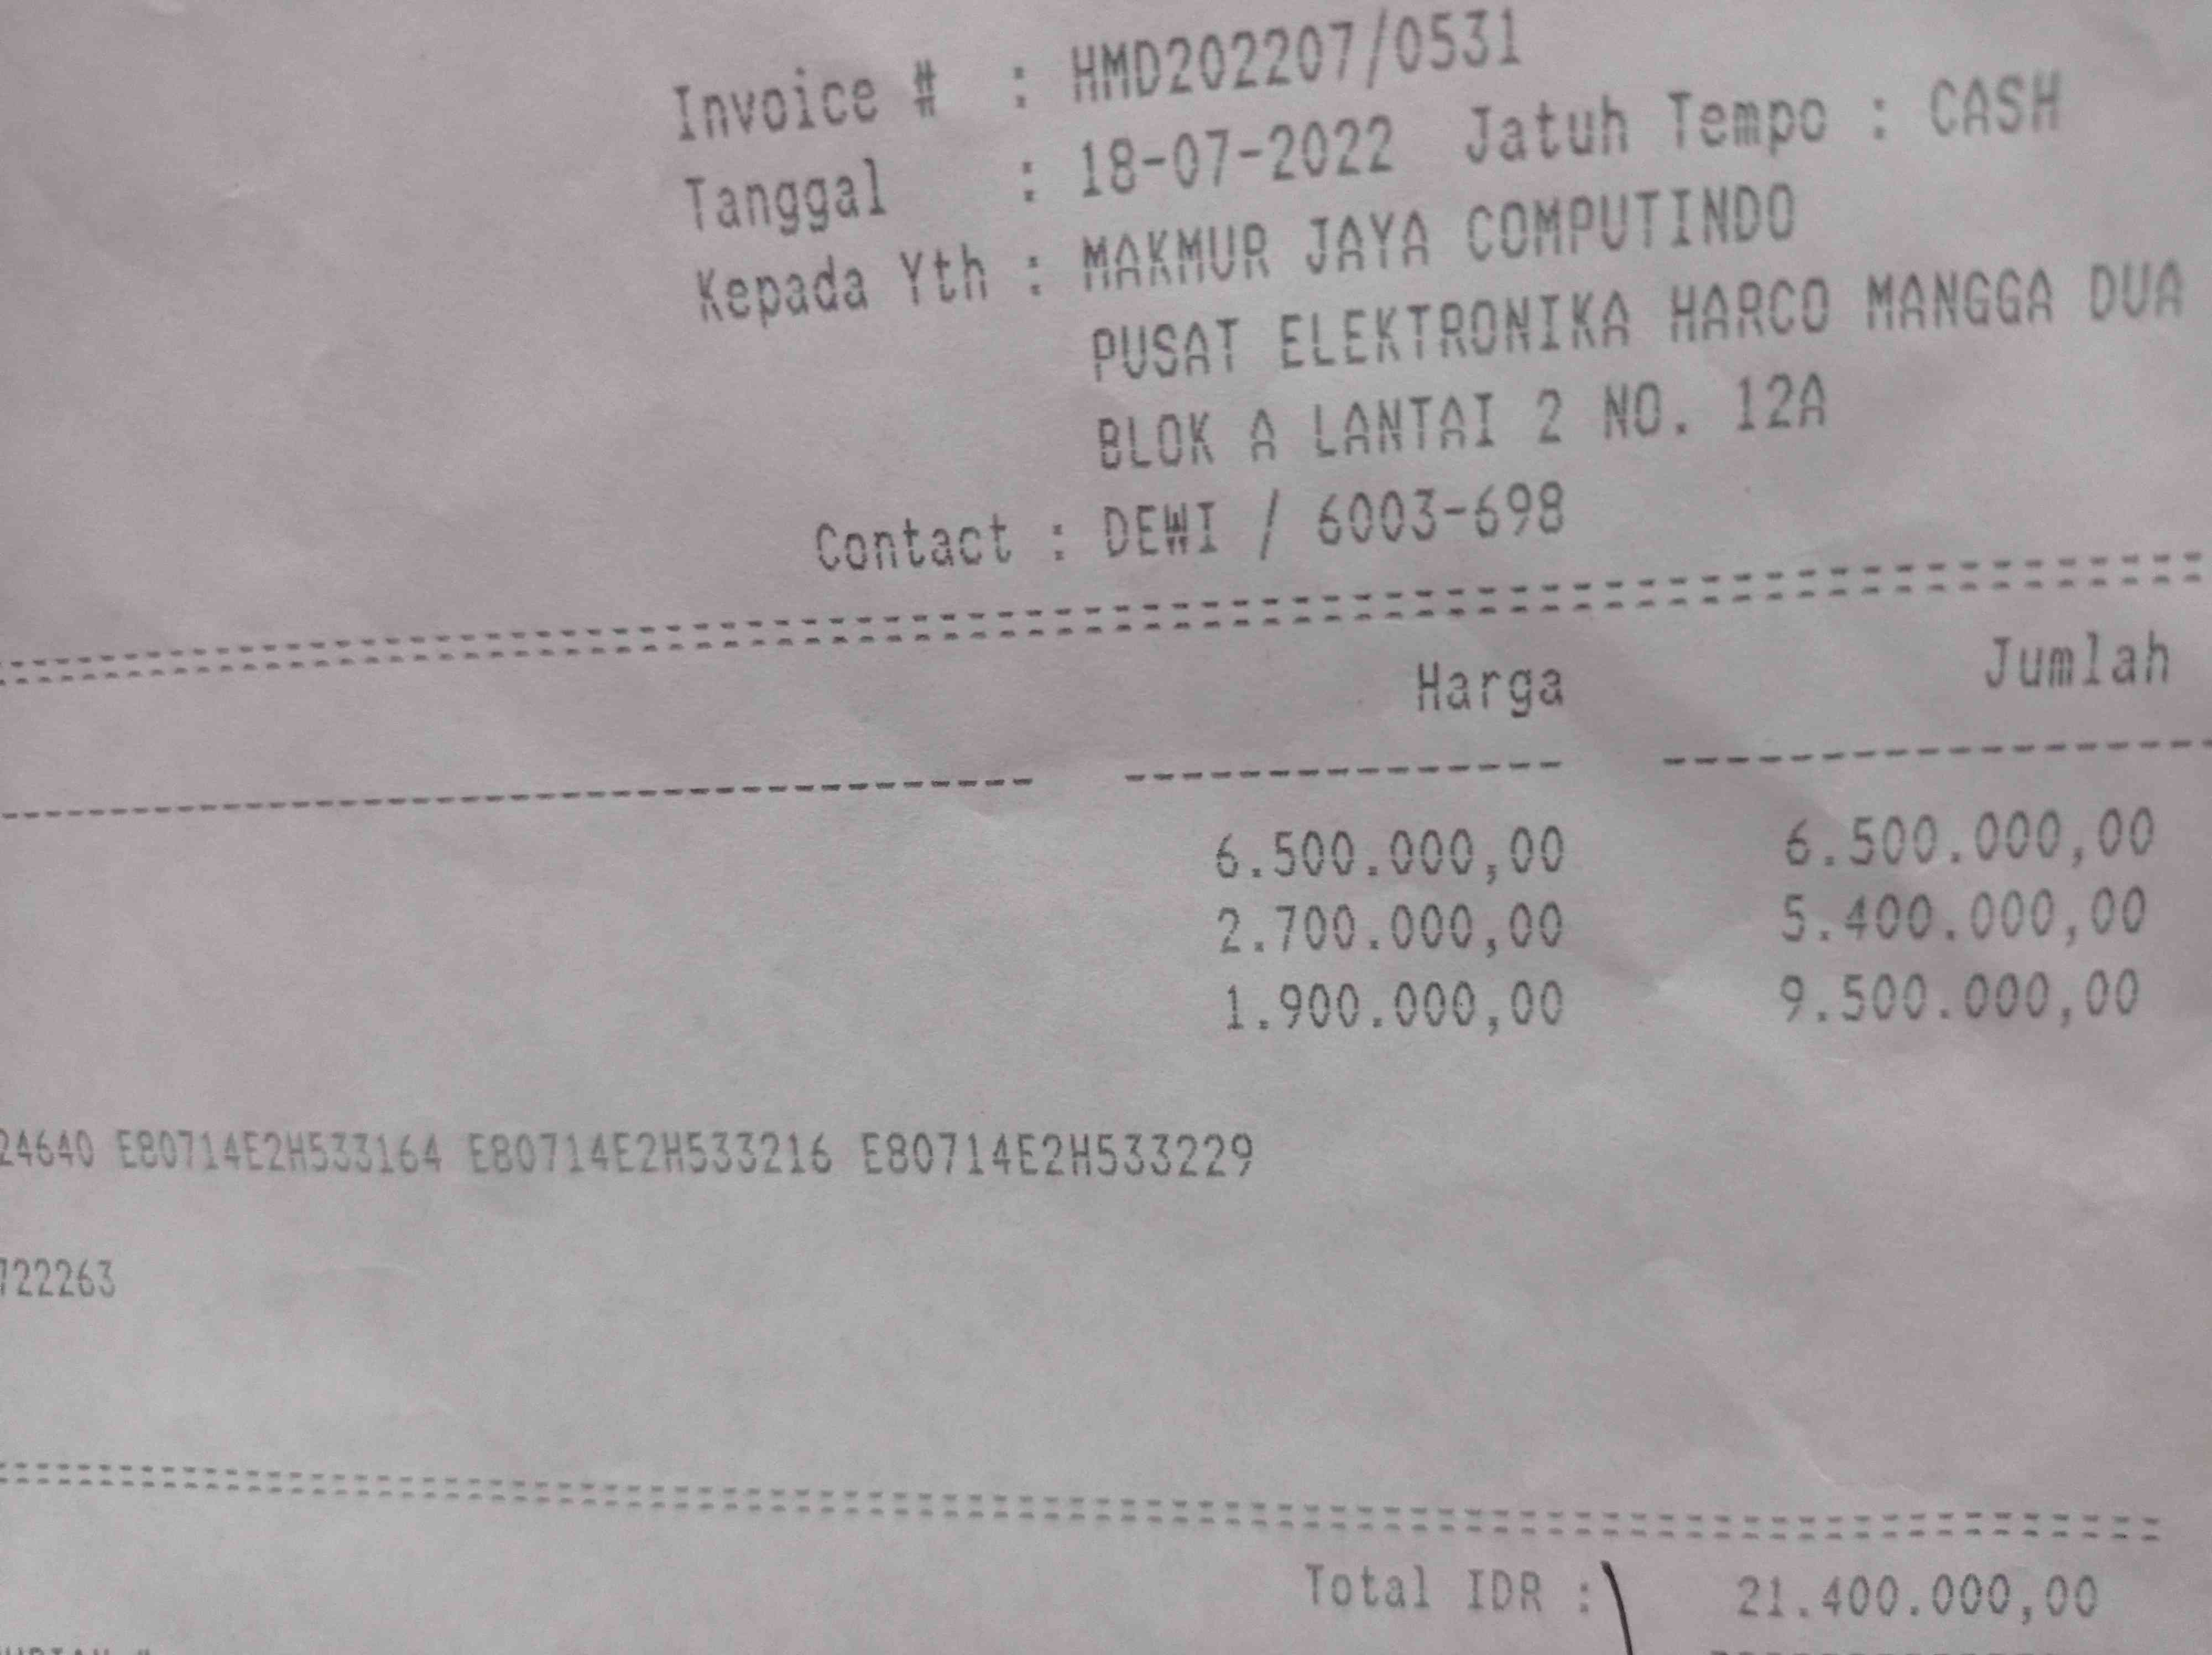 Invoice # : HMD202207/0531
Tanggal : 18-07-2022 Jatuh Tempo : CASH
Kepada Yth : MAKMUR JAYA COMPUTINDO
PUSAT ELEKTRONIKA HARCO MANGGA DUA
BLOK A LANTAI 2 NO. 12A
Contact : DEWI / 6003-698
Harga Jumlah
6.500.000,00 6.500.000,00
2.700.000,00 5.400.000,00
1.900.000,00 9.500.000,00
24640 E80714E2H533164 E80714E2H533216 E80714E2H533229
722263
Total IDR : 21.400.000,00